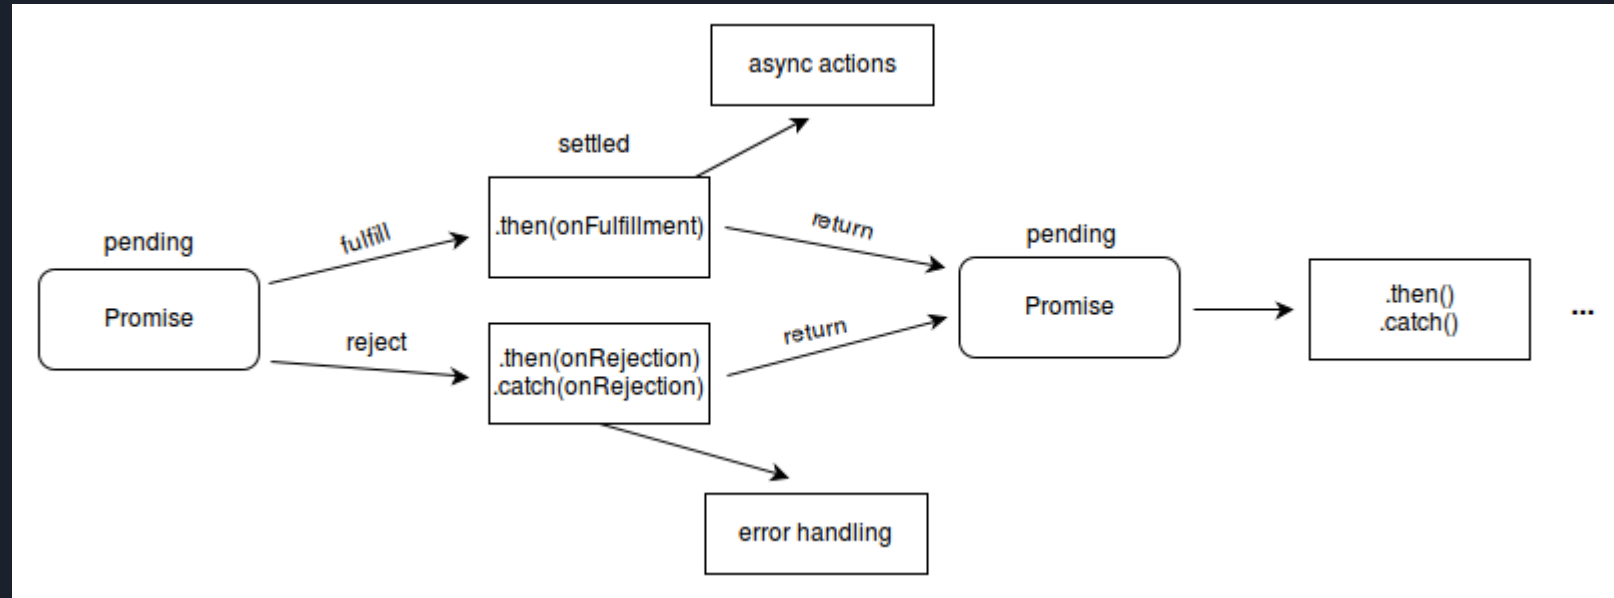 async actions
settled
.then(onFulfillment)
return
fulfill
pending
Promise
pending
Promise
.then()
.catch()
...
reject
.then(onRejection)
.catch(onRejection)
return
error handling